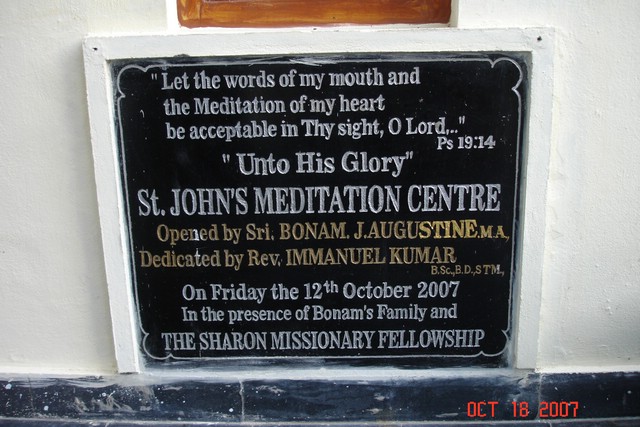 "Let the words of my mouth and
the Meditation of my heart
be acceptable in Thy sight, O Lord,.."
Ps 19:14
"Unto His Glory"
St. JOHN'S MEDITATION CENTRE
Opened by Sri. BONAM. J. AUGUSTINE, M.A.,
Dedicated by Rev. IMMANUEL KUMAR
B.Sc., B.D., STM.,
On Friday the 12th October 2007
In the presence of Bonam's Family and
THE SHARON MISSIONARY FELLOWSHIP
OCT 18 2007